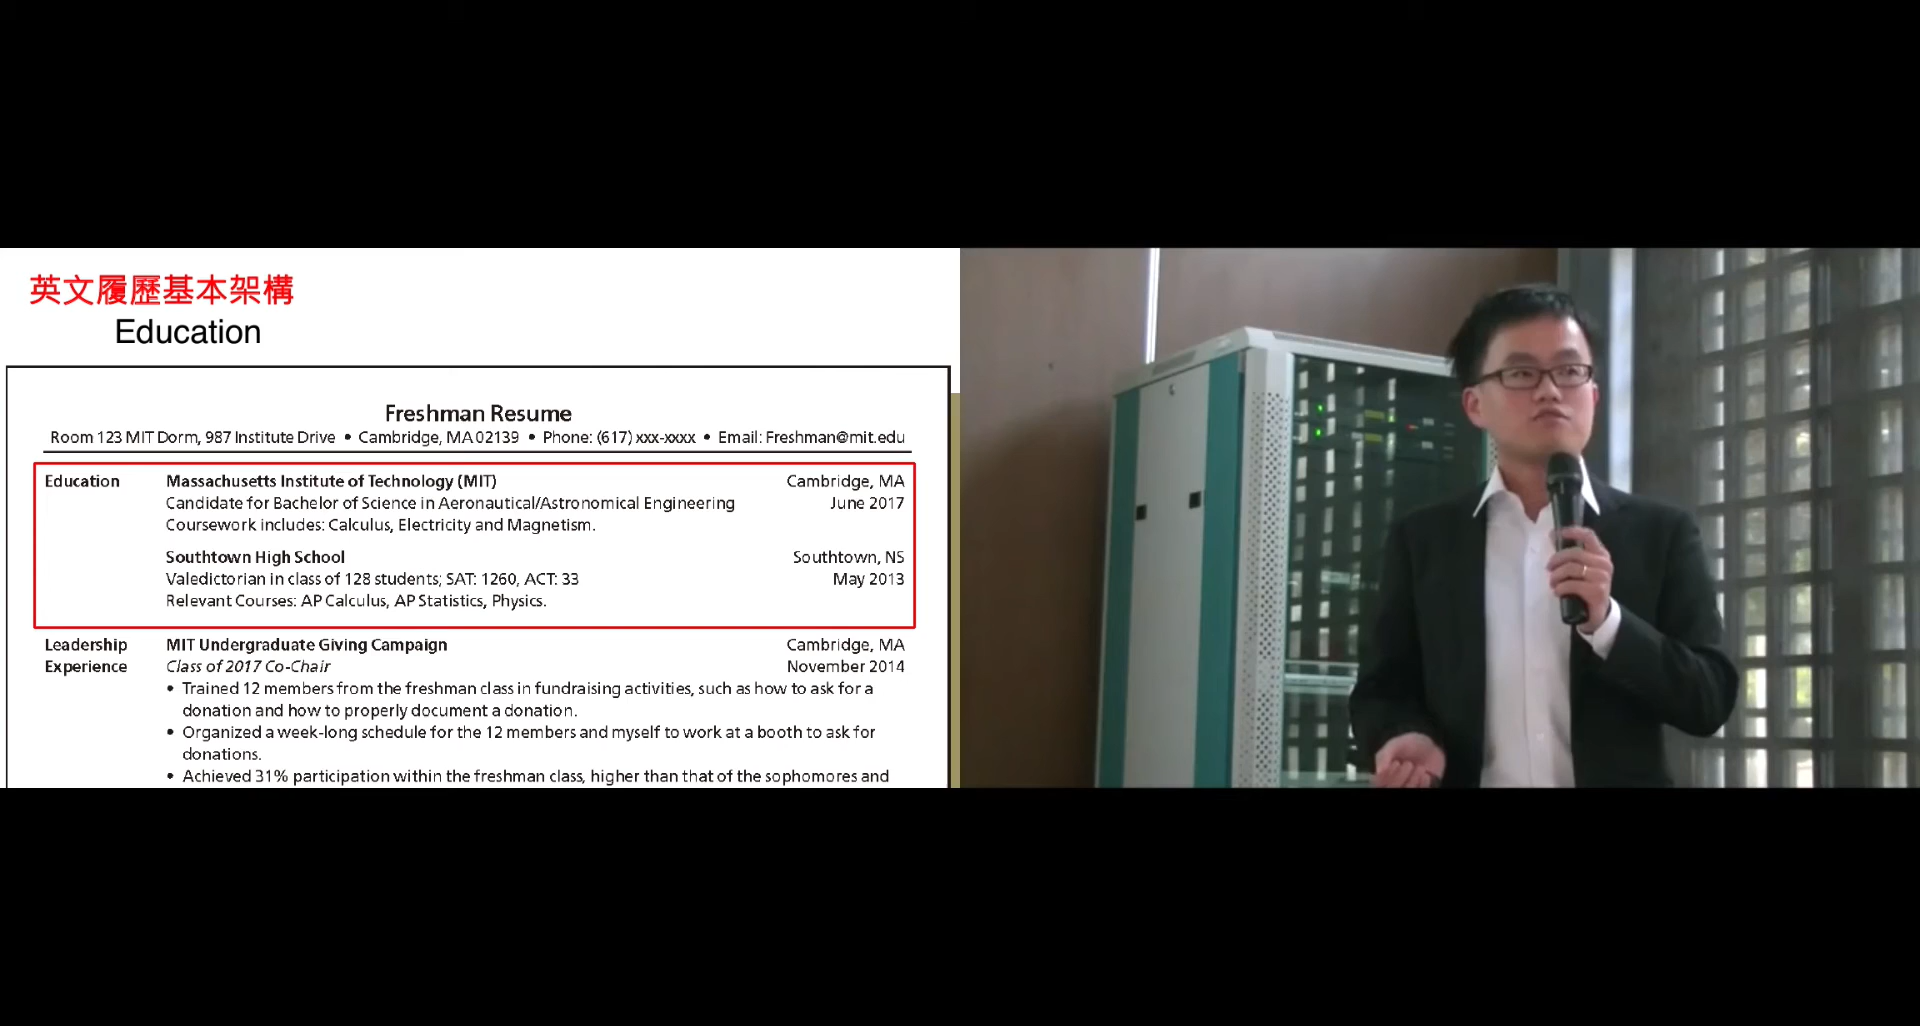 英文履歷基本架構
Education
Freshman Resume
Room 123 MIT Dorm, 987 Institute Drive • Cambridge, MA 02139 • Phone: (617) xxx-xxxx • Email: Freshman@mit.edu
Education Massachusetts Institute of Technology (MIT) Cambridge, MA
Candidate for Bachelor of Science in Aeronautical/Astronomical Engineering June 2017
Coursework includes: Calculus, Electricity and Magnetism.
Southtown High School Southtown, NS
Valedictorian in class of 128 students; SAT: 1260, ACT: 33 May 2013
Relevant Courses: AP Calculus, AP Statistics, Physics.
Leadership MIT Undergraduate Giving Campaign Cambridge, MA
Experience Class of 2017 Co-Chair November 2014
• Trained 12 members from the freshman class in fundraising activities, such as how to ask for a
donation and how to properly document a donation.
• Organized a week-long schedule for the 12 members and myself to work at a booth to ask for
donations.
• Achieved 31% participation within the freshman class, higher than that of the sophomores and